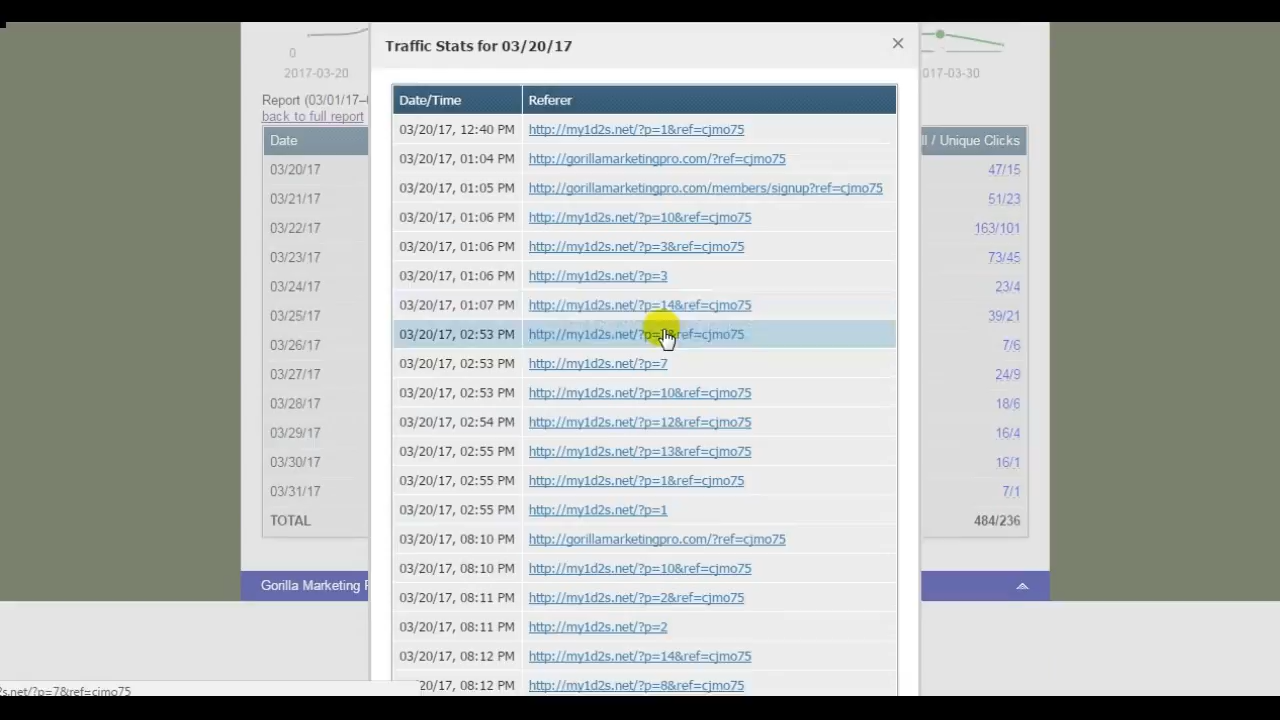 Traffic Stats for 03/20/17
0
2017-03-20
017-03-30
Report (03/01/17–
back to full report
Date
ll / Unique Clicks
03/20/17 47/15
03/21/17 51/23
03/22/17 163/101
03/23/17 73/45
03/24/17 23/4
03/25/17 39/21
03/26/17 7/6
03/27/17 24/9
03/28/17 18/6
03/29/17 16/4
03/30/17 16/1
03/31/17 7/1
TOTAL 484/236
Gorilla Marketing
Date/Time Referer
03/20/17, 12:40 PM http://my1d2s.net/?p=1&ref=cjmo75
03/20/17, 01:04 PM http://gorillamarketingpro.com/?ref=cjmo75
03/20/17, 01:05 PM http://gorillamarketingpro.com/members/signup?ref=cjmo75
03/20/17, 01:06 PM http://my1d2s.net/?p=10&ref=cjmo75
03/20/17, 01:06 PM http://my1d2s.net/?p=3&ref=cjmo75
03/20/17, 01:06 PM http://my1d2s.net/?p=3
03/20/17, 01:07 PM http://my1d2s.net/?p=14&ref=cjmo75
03/20/17, 02:53 PM http://my1d2s.net/?p=7&ref=cjmo75
03/20/17, 02:53 PM http://my1d2s.net/?p=7
03/20/17, 02:53 PM http://my1d2s.net/?p=10&ref=cjmo75
03/20/17, 02:54 PM http://my1d2s.net/?p=12&ref=cjmo75
03/20/17, 02:55 PM http://my1d2s.net/?p=13&ref=cjmo75
03/20/17, 02:55 PM http://my1d2s.net/?p=1&ref=cjmo75
03/20/17, 02:55 PM http://my1d2s.net/?p=1
03/20/17, 08:10 PM http://gorillamarketingpro.com/?ref=cjmo75
03/20/17, 08:10 PM http://my1d2s.net/?p=10&ref=cjmo75
03/20/17, 08:11 PM http://my1d2s.net/?p=2&ref=cjmo75
03/20/17, 08:11 PM http://my1d2s.net/?p=2
03/20/17, 08:12 PM http://my1d2s.net/?p=14&ref=cjmo75
20/17, 08:12 PM http://my1d2s.net/?p=8&ref=cjmo75
s.net/?p=7&ref=cjmo75